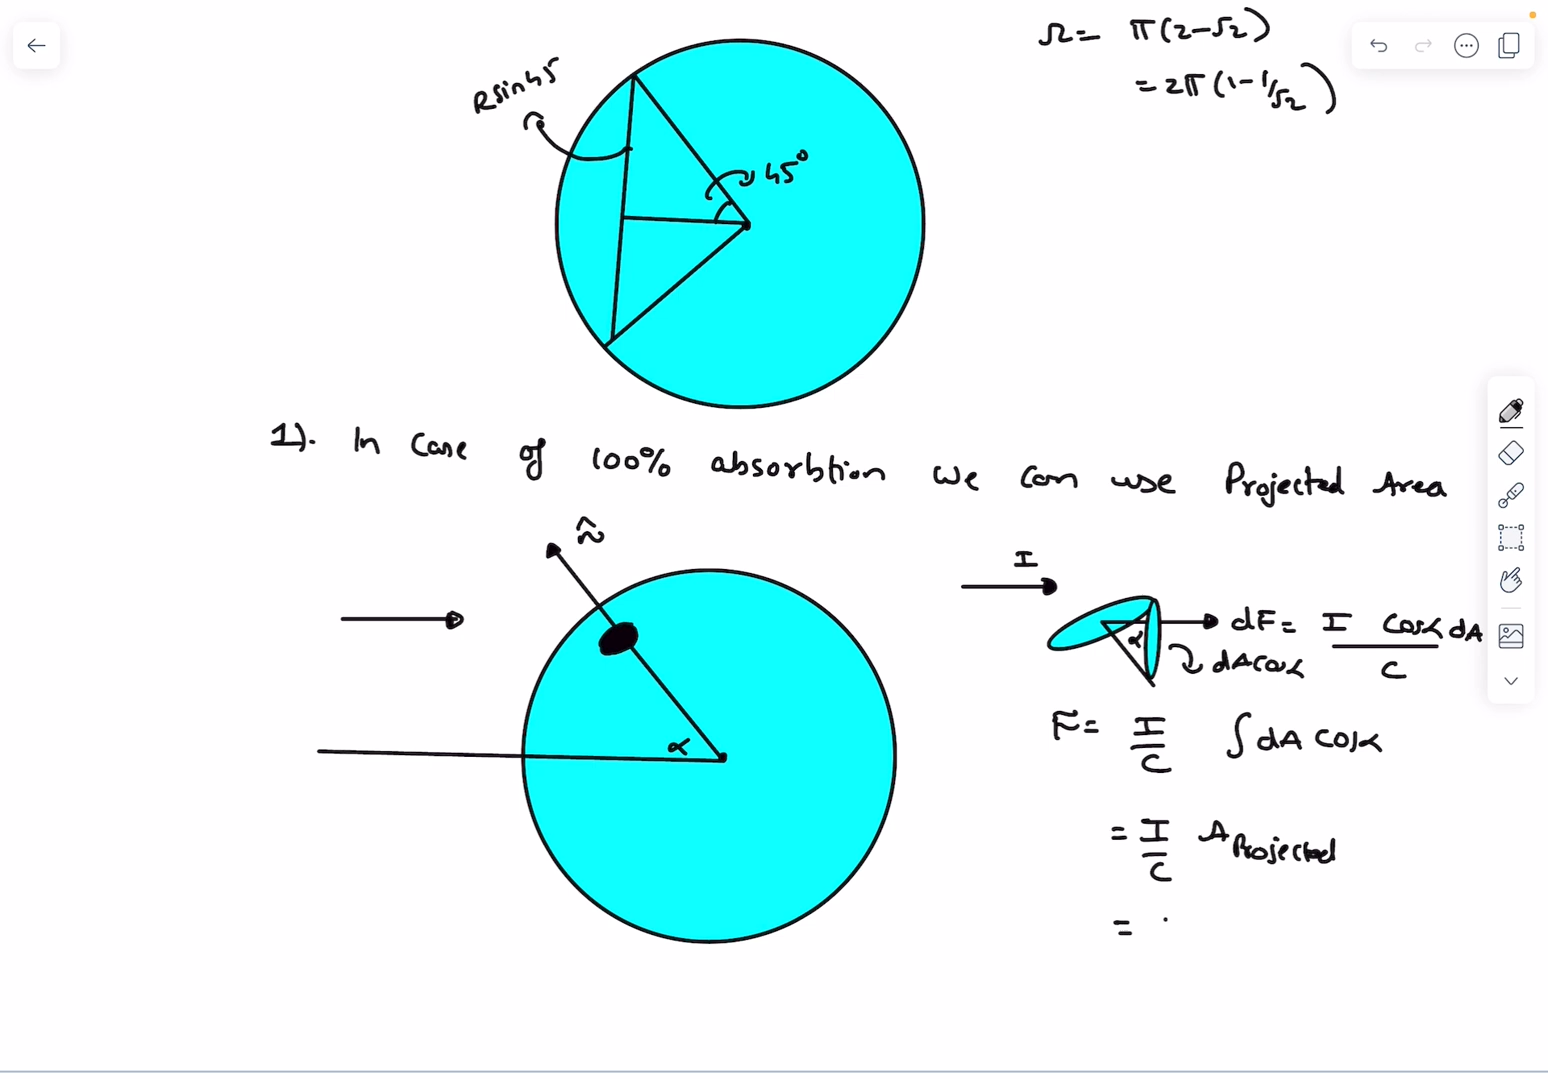 Ω = π(2-√2)
= 2π(1-1/√2)
Rsin45
45°
1). In Case of 100% absorbtion we can use Projected Area
n̂
I
dF = I cosα dA / C
α
dAcosα
α
F = I/C ∫dA cosα
= I/C A Projected
= .